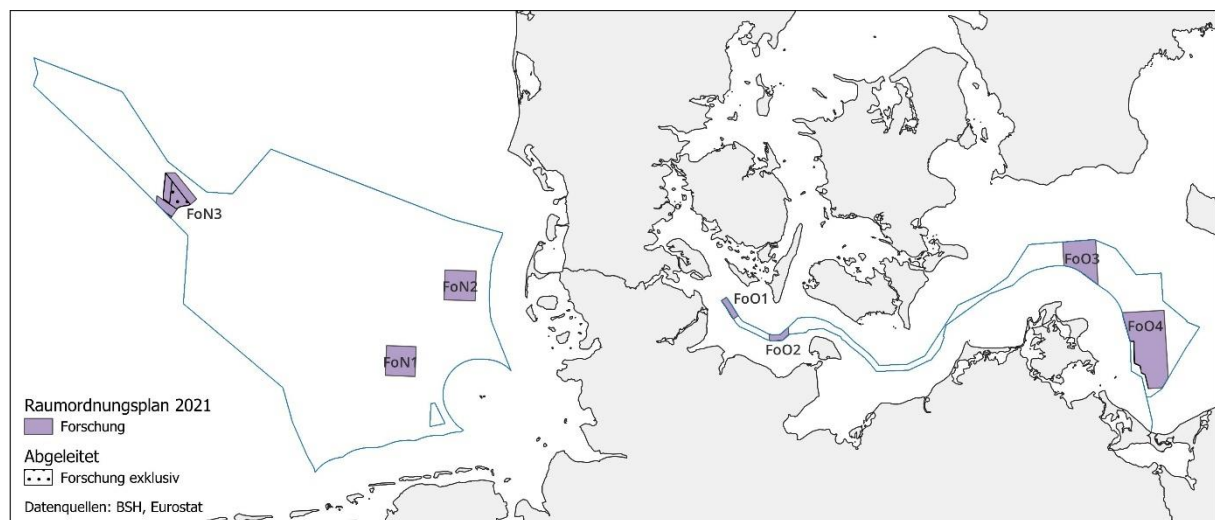 FoN3
FoN2
FoN1
FoO1
FoO2
FoO3
FoO4
Raumordnungsplan 2021
Forschung
Abgeleitet
Forschung exklusiv
Datenquellen: BSH, Eurostat